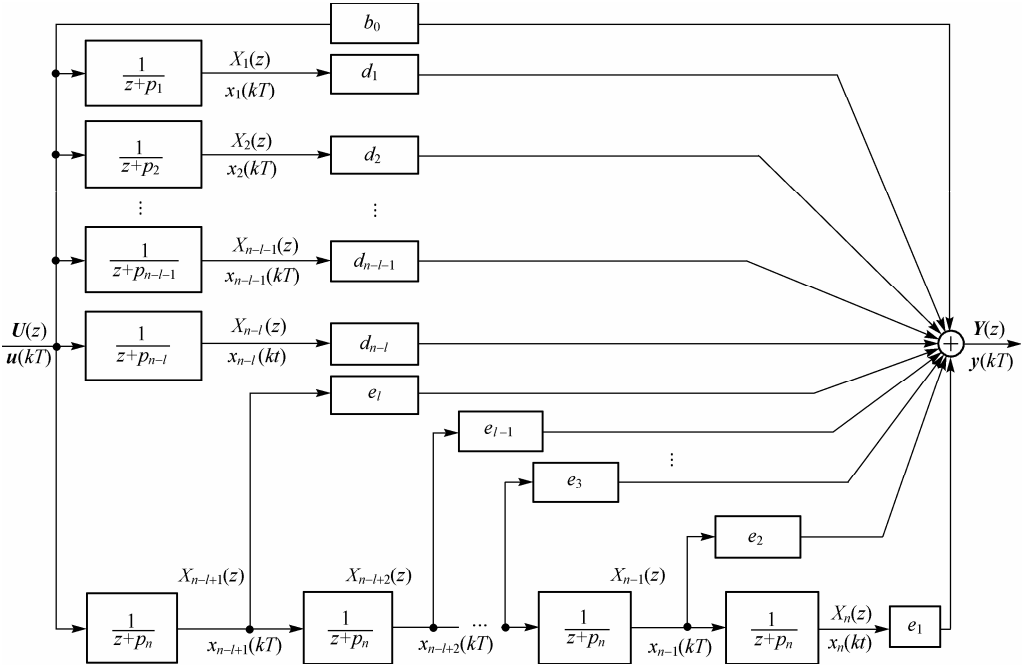 b₀
1/(z+p₁) X₁(z) x₁(kT) d₁
1/(z+p₂) X₂(z) x₂(kT) d₂
⋮ ⋮
1/(z+pₙ₋ₗ₋₁) Xₙ₋ₗ₋₁(z) xₙ₋ₗ₋₁(kT) dₙ₋ₗ₋₁
U(z) u(kT) 1/(z+pₙ₋ₗ) Xₙ₋ₗ(z) xₙ₋ₗ(kt) dₙ₋ₗ + Y(z) y(kT)
eₗ
eₗ₋₁
⋮
e₃
e₂
Xₙ₋ₗ₊₁(z) Xₙ₋ₗ₊₂(z) Xₙ₋₁(z)
1/(z+pₙ) xₙ₋ₗ₊₁(kT) 1/(z+pₙ) xₙ₋ₗ₊₂(kT) ... 1/(z+pₙ) xₙ₋₁(kT) 1/(z+pₙ) Xₙ(z) xₙ(kt) e₁